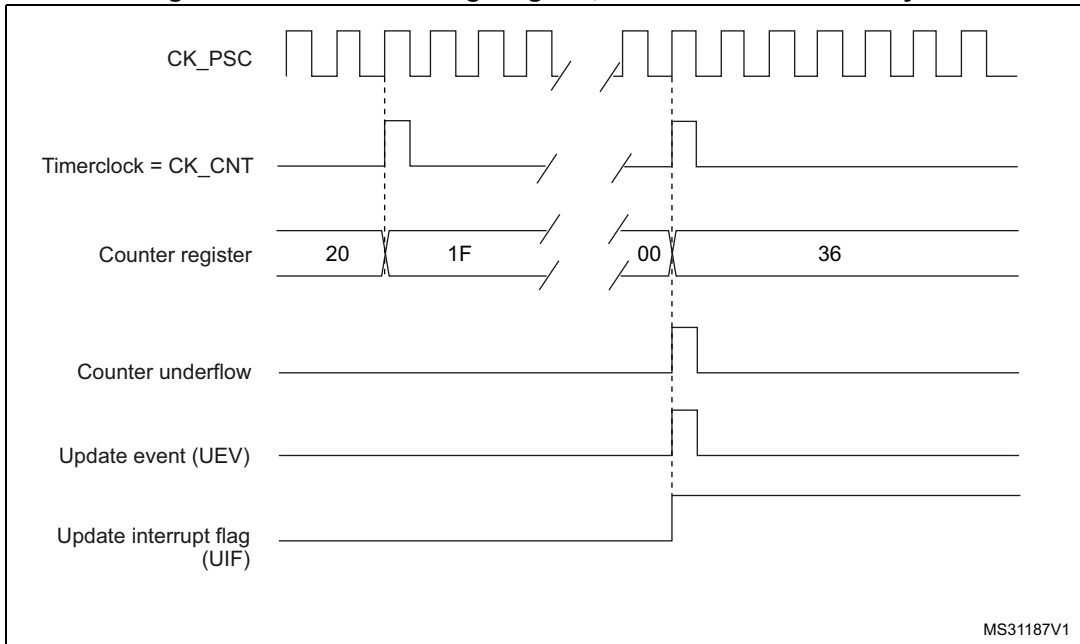 CK_PSC
Timerclock = CK_CNT
Counter register
20
1F
00
36
Counter underflow
Update event (UEV)
Update interrupt flag
(UIF)
MS31187V1